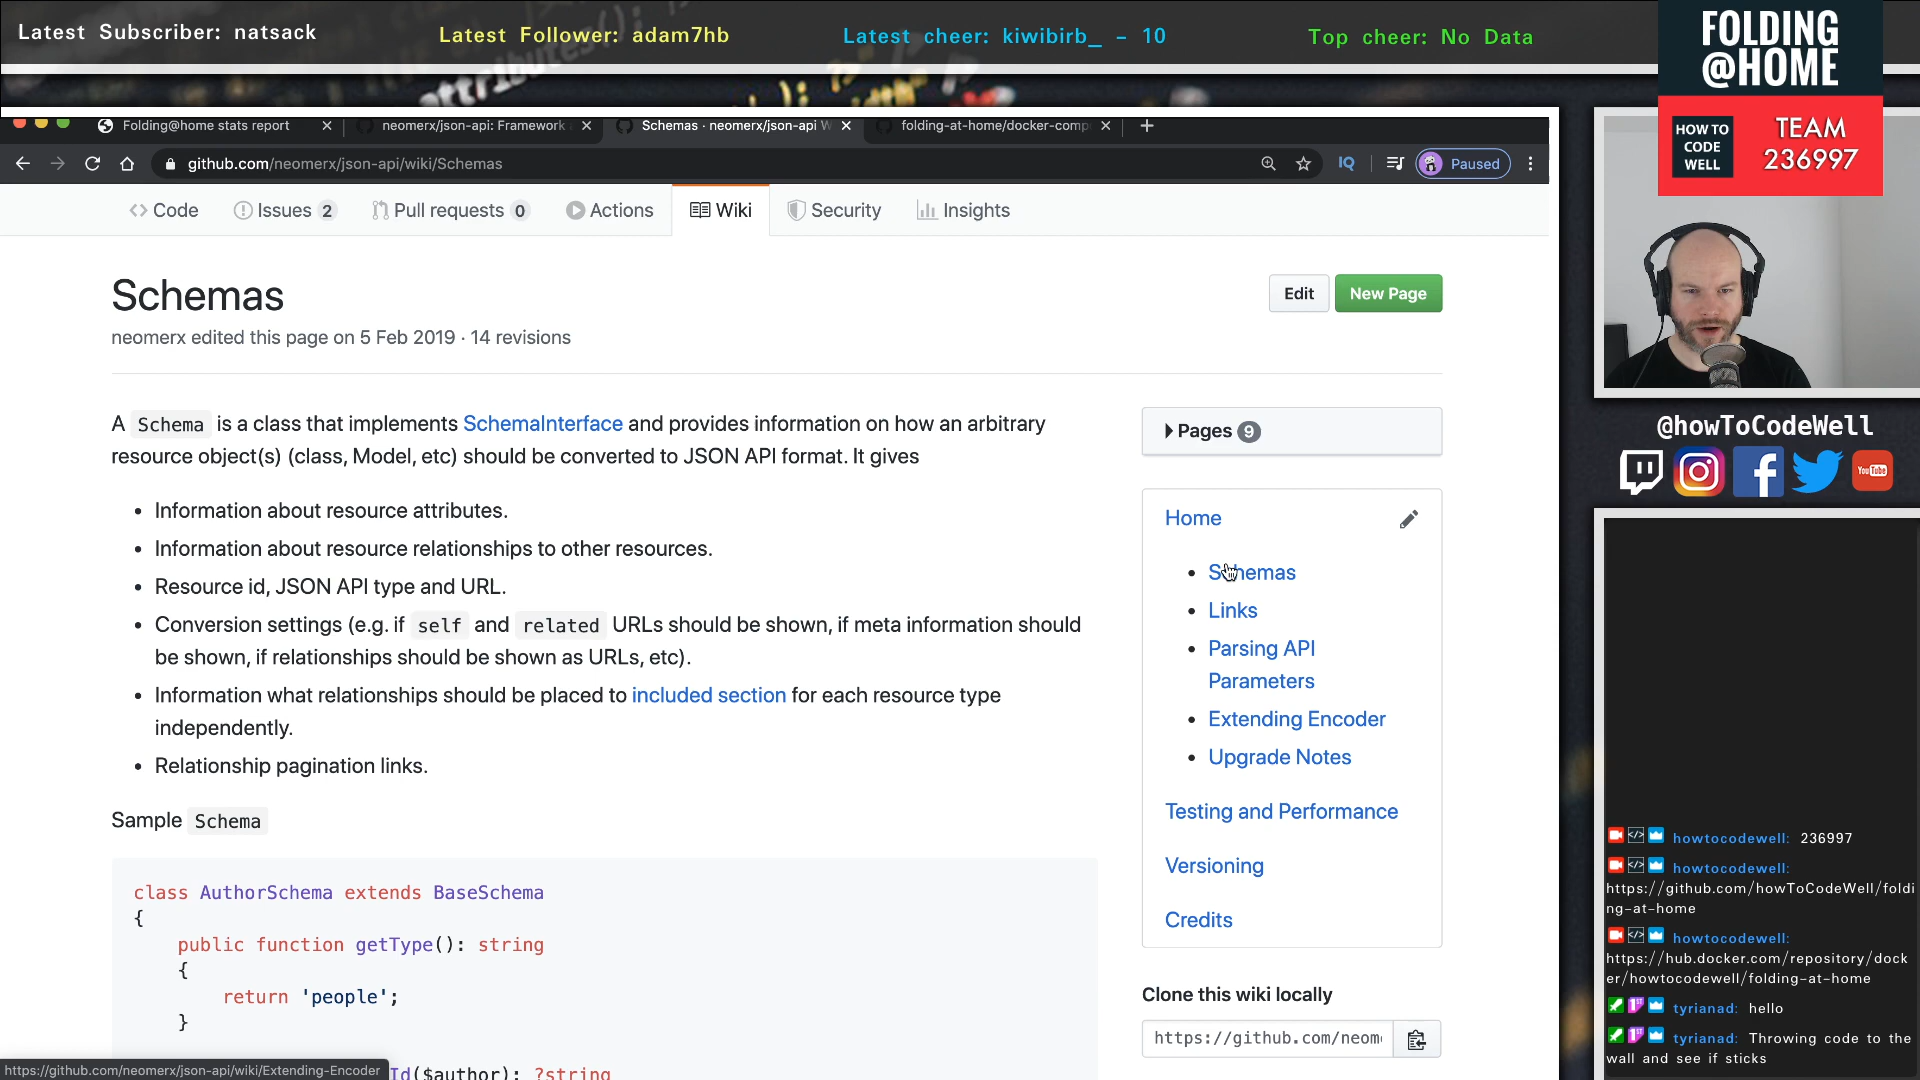 Latest Subscriber: natsack
Latest Follower: adam7hb
Latest cheer: kiwibirb_ - 10
Top cheer: No Data
FOLDING
@HOME
HOW TO
CODE
WELL
TEAM
236997
Folding@home stats report
neomerx/json-api: Framework
Schemas · neomerx/json-api W
folding-at-home/docker-comp
github.com/neomerx/json-api/wiki/Schemas
IQ
Paused
Code
Issues 2
Pull requests 0
Actions
Wiki
Security
Insights
Schemas
Edit
New Page
neomerx edited this page on 5 Feb 2019 · 14 revisions
A Schema is a class that implements SchemaInterface and provides information on how an arbitrary
resource object(s) (class, Model, etc) should be converted to JSON API format. It gives
• Information about resource attributes.
• Information about resource relationships to other resources.
• Resource id, JSON API type and URL.
• Conversion settings (e.g. if self and related URLs should be shown, if meta information should
be shown, if relationships should be shown as URLs, etc).
• Information what relationships should be placed to included section for each resource type
independently.
• Relationship pagination links.
Sample Schema
class AuthorSchema extends BaseSchema
{
public function getType(): string
{
return 'people';
}
Id($author): ?string
https://github.com/neomerx/json-api/wiki/Extending-Encoder
Pages 9
Home
• Schemas
• Links
• Parsing API
Parameters
• Extending Encoder
• Upgrade Notes
Testing and Performance
Versioning
Credits
Clone this wiki locally
https://github.com/neom
@howToCodeWell
YouTube
howtocodewell: 236997
howtocodewell:
https://github.com/howToCodeWell/foldi
ng-at-home
howtocodewell:
https://hub.docker.com/repository/dock
er/howtocodewell/folding-at-home
tyrianad: hello
tyrianad: Throwing code to the
wall and see if sticks